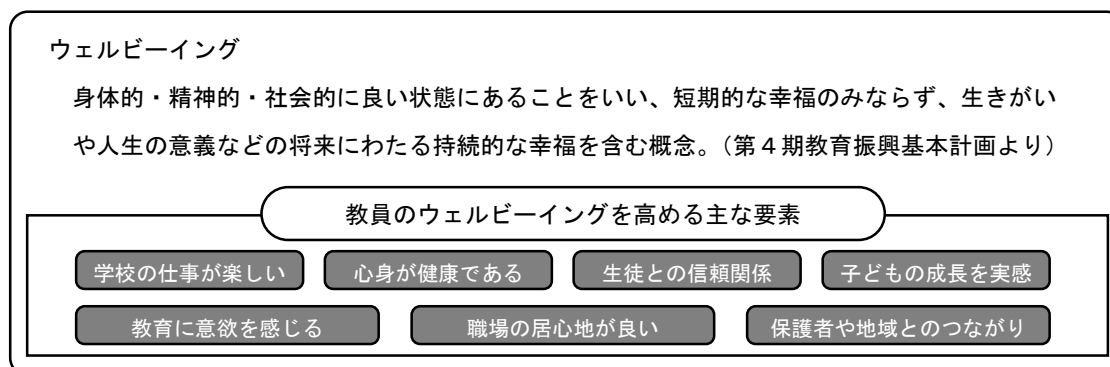 ウェルビーイング
身体的・精神的・社会的に良い状態にあることをいい、短期的な幸福のみならず、生きがい
や人生の意義などの将来にわたる持続的な幸福を含む概念。（第４期教育振興基本計画より）
教員のウェルビーイングを高める主な要素
学校の仕事が楽しい
心身が健康である
生徒との信頼関係
子どもの成長を実感
教育に意欲を感じる
職場の居心地が良い
保護者や地域とのつながり